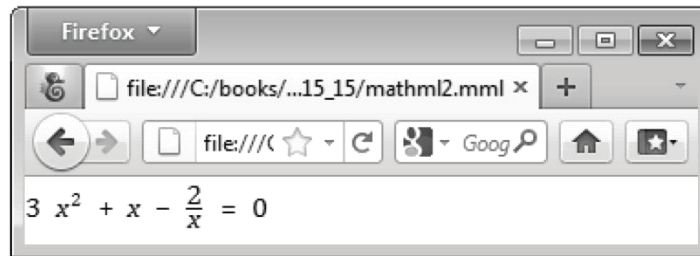 Firefox
file:///C:/books/...15_15/mathml2.mml
file:///( Goog
3 x² + x − 2/x = 0